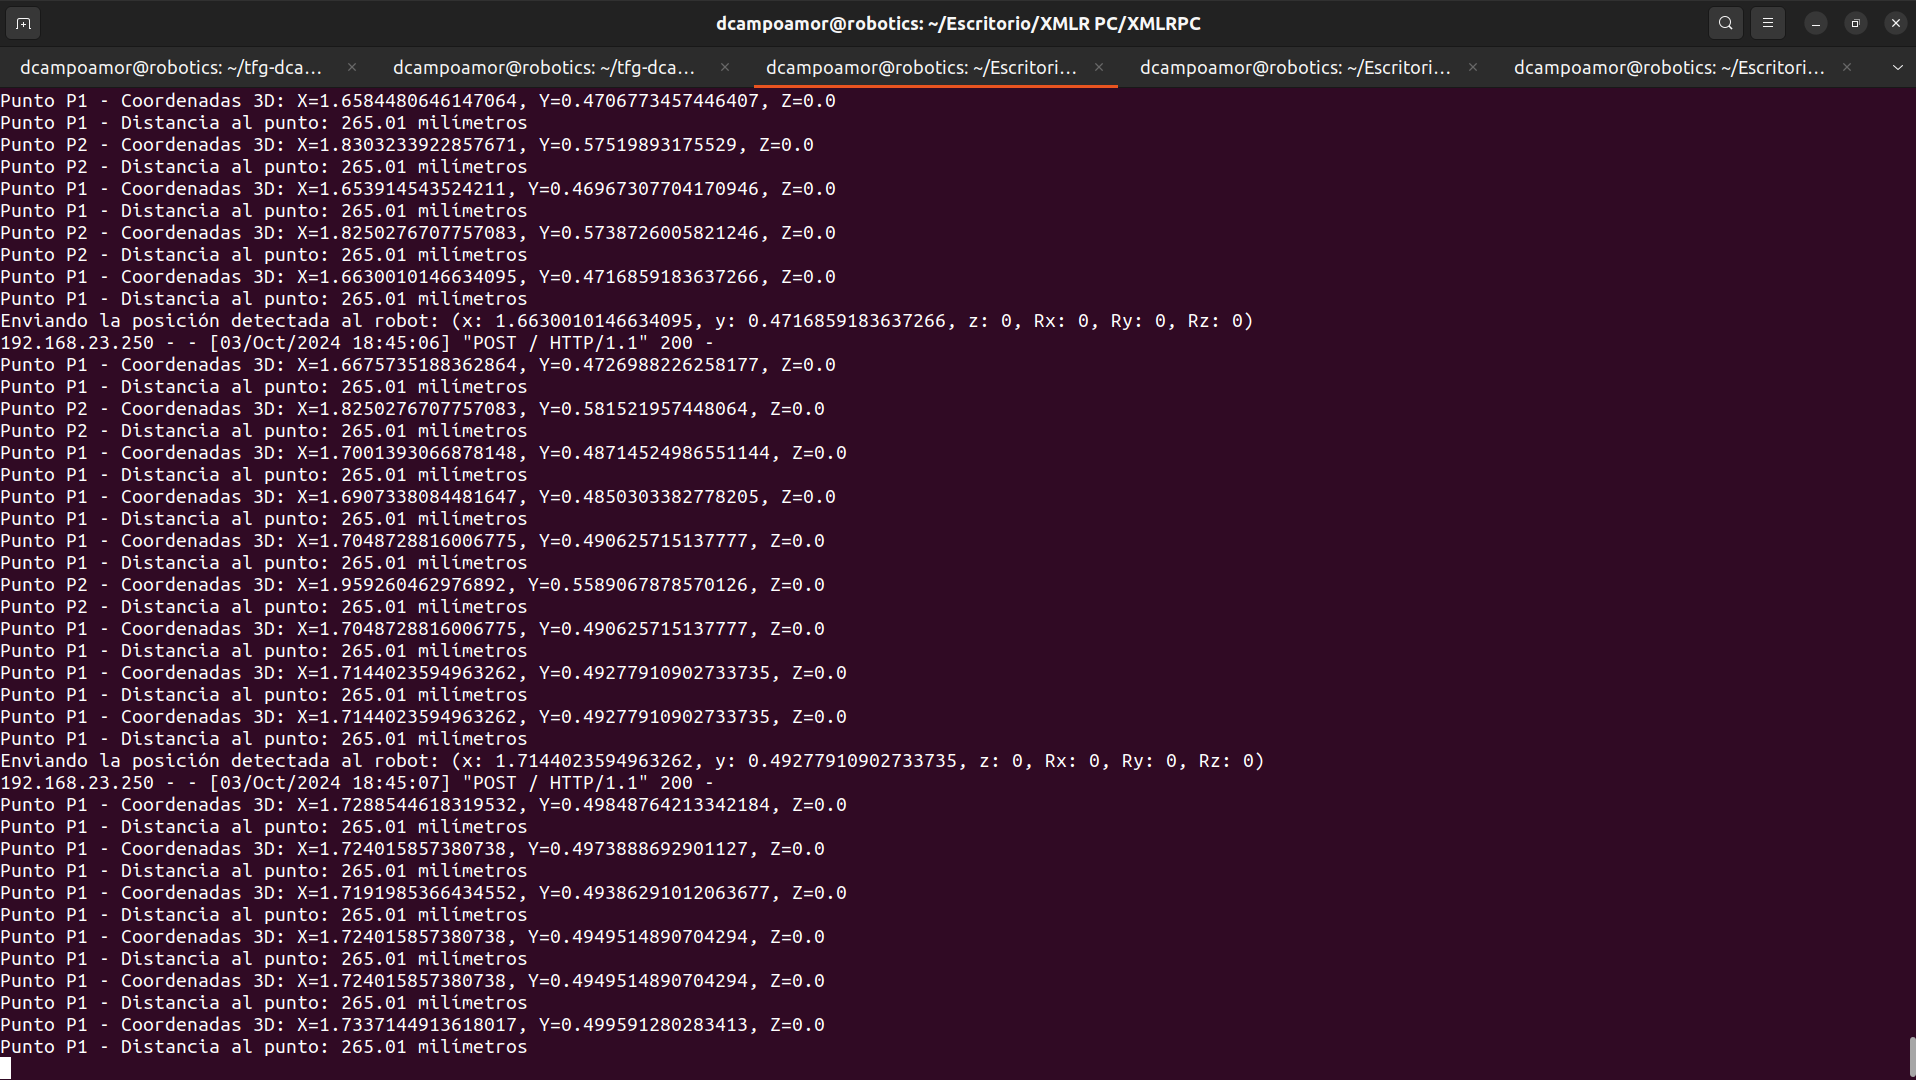 dcampoamor@robotics: ~/Escritorio/XMLR PC/XMLRPC
dcampoamor@robotics: ~/tfg-dca... dcampoamor@robotics: ~/tfg-dca... dcampoamor@robotics: ~/Escritori... dcampoamor@robotics: ~/Escritori... dcampoamor@robotics: ~/Escritori...
Punto P1 - Coordenadas 3D: X=1.6584480646147064, Y=0.4706773457446407, Z=0.0
Punto P1 - Distancia al punto: 265.01 milímetros
Punto P2 - Coordenadas 3D: X=1.8303233922857671, Y=0.57519893175529, Z=0.0
Punto P2 - Distancia al punto: 265.01 milímetros
Punto P1 - Coordenadas 3D: X=1.653914543524211, Y=0.46967307704170946, Z=0.0
Punto P1 - Distancia al punto: 265.01 milímetros
Punto P2 - Coordenadas 3D: X=1.8250276707757083, Y=0.5738726005821246, Z=0.0
Punto P2 - Distancia al punto: 265.01 milímetros
Punto P1 - Coordenadas 3D: X=1.6630010146634095, Y=0.4716859183637266, Z=0.0
Punto P1 - Distancia al punto: 265.01 milímetros
Enviando la posición detectada al robot: (x: 1.6630010146634095, y: 0.4716859183637266, z: 0, Rx: 0, Ry: 0, Rz: 0)
192.168.23.250 - - [03/Oct/2024 18:45:06] "POST / HTTP/1.1" 200 -
Punto P1 - Coordenadas 3D: X=1.6675735188362864, Y=0.4726988226258177, Z=0.0
Punto P1 - Distancia al punto: 265.01 milímetros
Punto P2 - Coordenadas 3D: X=1.8250276707757083, Y=0.581521957448064, Z=0.0
Punto P2 - Distancia al punto: 265.01 milímetros
Punto P1 - Coordenadas 3D: X=1.7001393066878148, Y=0.48714524986551144, Z=0.0
Punto P1 - Distancia al punto: 265.01 milímetros
Punto P1 - Coordenadas 3D: X=1.6907338084481647, Y=0.4850303382778205, Z=0.0
Punto P1 - Distancia al punto: 265.01 milímetros
Punto P1 - Coordenadas 3D: X=1.7048728816006775, Y=0.490625715137777, Z=0.0
Punto P1 - Distancia al punto: 265.01 milímetros
Punto P2 - Coordenadas 3D: X=1.959260462976892, Y=0.5589067878570126, Z=0.0
Punto P2 - Distancia al punto: 265.01 milímetros
Punto P1 - Coordenadas 3D: X=1.7048728816006775, Y=0.490625715137777, Z=0.0
Punto P1 - Distancia al punto: 265.01 milímetros
Punto P1 - Coordenadas 3D: X=1.7144023594963262, Y=0.49277910902733735, Z=0.0
Punto P1 - Distancia al punto: 265.01 milímetros
Punto P1 - Coordenadas 3D: X=1.7144023594963262, Y=0.49277910902733735, Z=0.0
Punto P1 - Distancia al punto: 265.01 milímetros
Enviando la posición detectada al robot: (x: 1.7144023594963262, y: 0.49277910902733735, z: 0, Rx: 0, Ry: 0, Rz: 0)
192.168.23.250 - - [03/Oct/2024 18:45:07] "POST / HTTP/1.1" 200 -
Punto P1 - Coordenadas 3D: X=1.7288544618319532, Y=0.49848764213342184, Z=0.0
Punto P1 - Distancia al punto: 265.01 milímetros
Punto P1 - Coordenadas 3D: X=1.724015857380738, Y=0.4973888692901127, Z=0.0
Punto P1 - Distancia al punto: 265.01 milímetros
Punto P1 - Coordenadas 3D: X=1.7191985366434552, Y=0.49386291012063677, Z=0.0
Punto P1 - Distancia al punto: 265.01 milímetros
Punto P1 - Coordenadas 3D: X=1.724015857380738, Y=0.4949514890704294, Z=0.0
Punto P1 - Distancia al punto: 265.01 milímetros
Punto P1 - Coordenadas 3D: X=1.724015857380738, Y=0.4949514890704294, Z=0.0
Punto P1 - Distancia al punto: 265.01 milímetros
Punto P1 - Coordenadas 3D: X=1.7337144913618017, Y=0.499591280283413, Z=0.0
Punto P1 - Distancia al punto: 265.01 milímetros